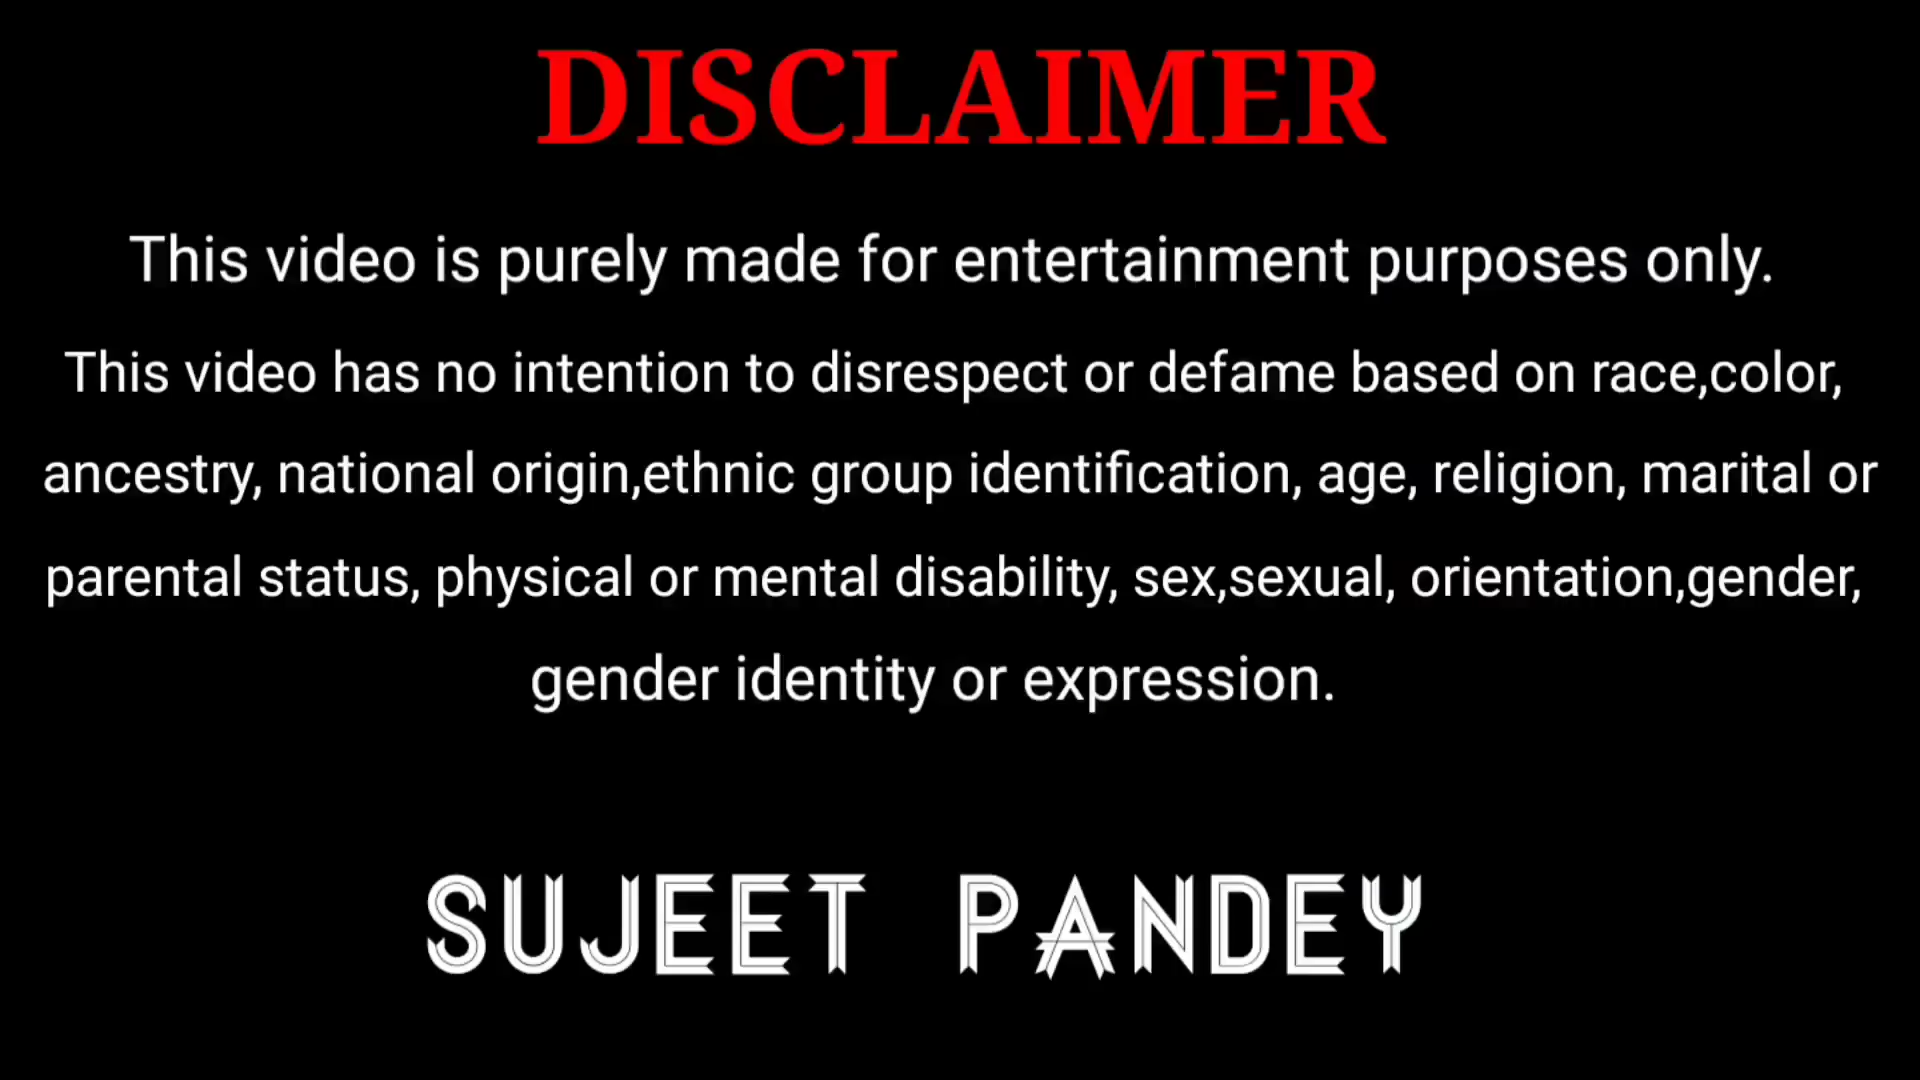 DISCLAIMER
This video is purely made for entertainment purposes only.
This video has no intention to disrespect or defame based on race,color,
ancestry, national origin,ethnic group identification, age, religion, marital or
parental status, physical or mental disability, sex,sexual, orientation,gender,
gender identity or expression.
SUJEET PANDEY